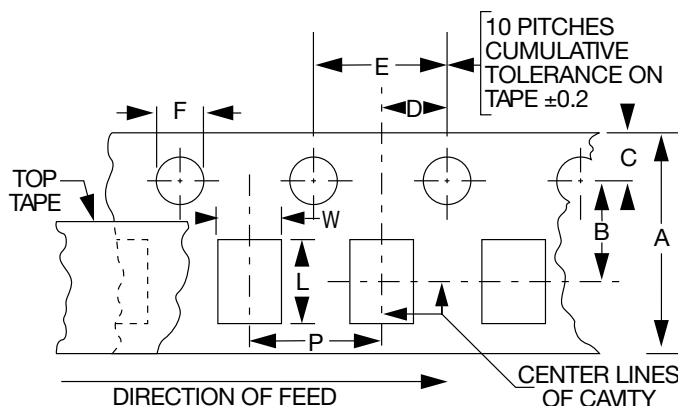 10 PITCHES
CUMULATIVE
TOLERANCE ON
TAPE ±0.2
E
F
D
C
TOP
TAPE
W
B
A
L
P
CENTER LINES
OF CAVITY
DIRECTION OF FEED